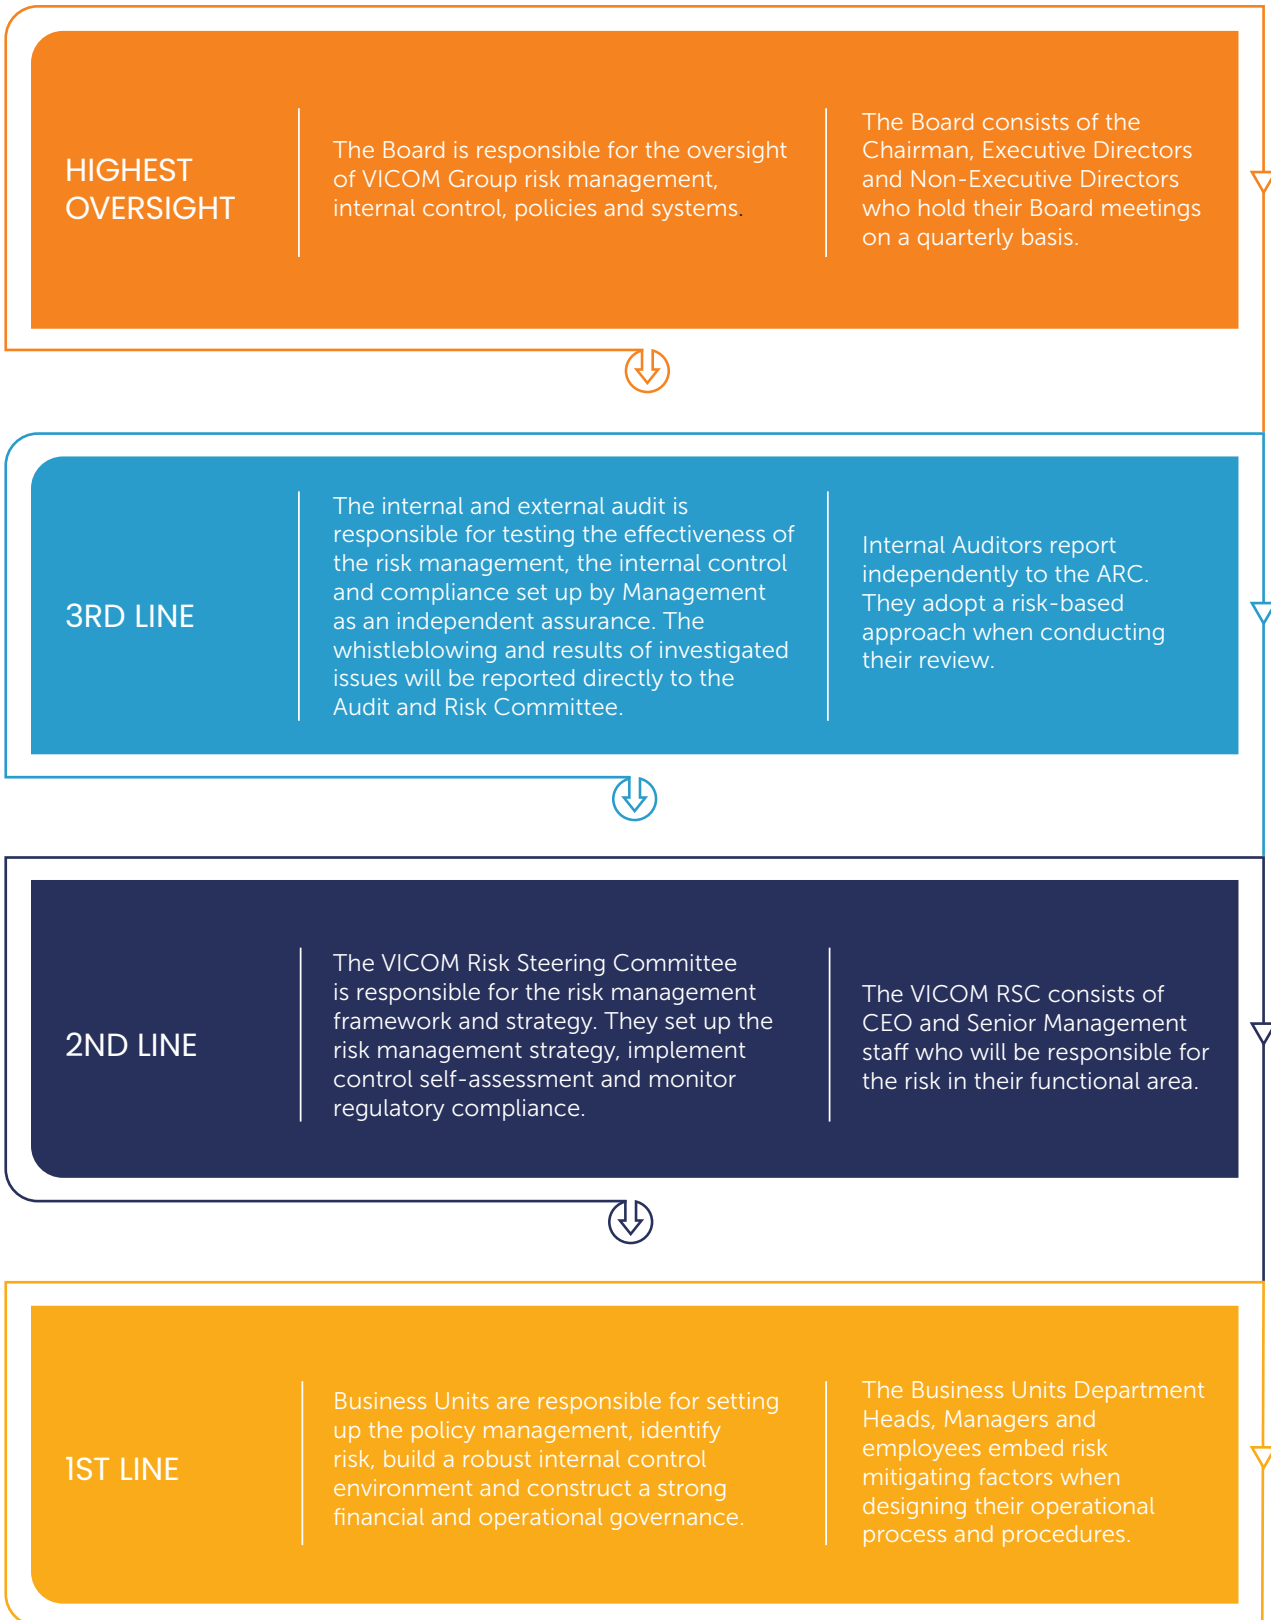 HIGHEST
OVERSIGHT
The Board is responsible for the oversight
of VICOM Group risk management,
internal control, policies and systems.
The Board consists of the
Chairman, Executive Directors
and Non-Executive Directors
who hold their Board meetings
on a quarterly basis.
3RD LINE
The internal and external audit is
responsible for testing the effectiveness of
the risk management, the internal control
and compliance set up by Management
as an independent assurance. The
whistleblowing and results of investigated
issues will be reported directly to the
Audit and Risk Committee.
Internal Auditors report
independently to the ARC.
They adopt a risk-based
approach when conducting
their review.
2ND LINE
The VICOM Risk Steering Committee
is responsible for the risk management
framework and strategy. They set up the
risk management strategy, implement
control self-assessment and monitor
regulatory compliance.
The VICOM RSC consists of
CEO and Senior Management
staff who will be responsible for
the risk in their functional area.
1ST LINE
Business Units are responsible for setting
up the policy management, identify
risk, build a robust internal control
environment and construct a strong
financial and operational governance.
The Business Units Department
Heads, Managers and
employees embed risk
mitigating factors when
designing their operational
process and procedures.